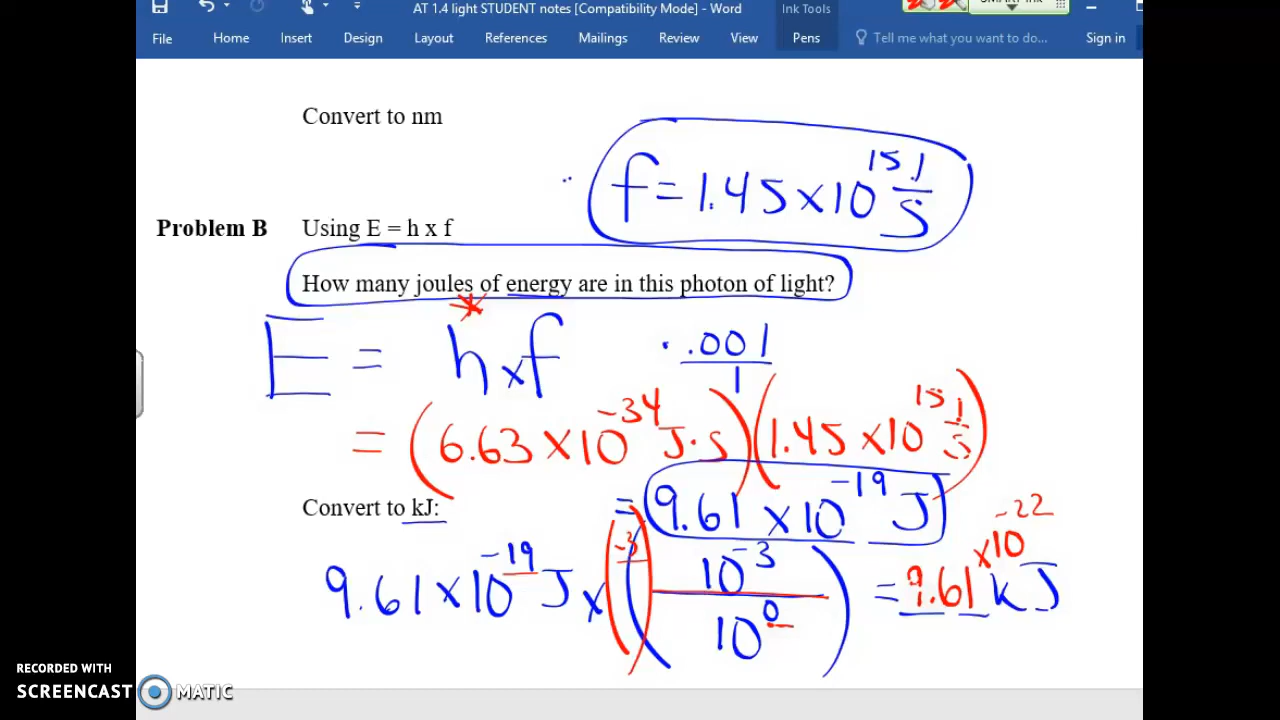 AT 1.4 light STUDENT notes [Compatibility Mode] - Word
Ink Tools
File Home Insert Design Layout References Mailings Review View Pens Tell me what you want to do... Sign in
Convert to nm
f = 1.45 x 10^15 1/s
Problem B Using E = h x f
How many joules of energy are in this photon of light?
E = h x f
.001
1
= (6.63 x 10^-34 J·s)(1.45 x 10^15 1/s)
= 9.61 x 10^-19 J
Convert to kJ:
9.61 x 10^-19 J x (-3) (10^-3 / 10^0) = 9.61 x 10^-22 kJ
RECORDED WITH
SCREENCAST MATIC